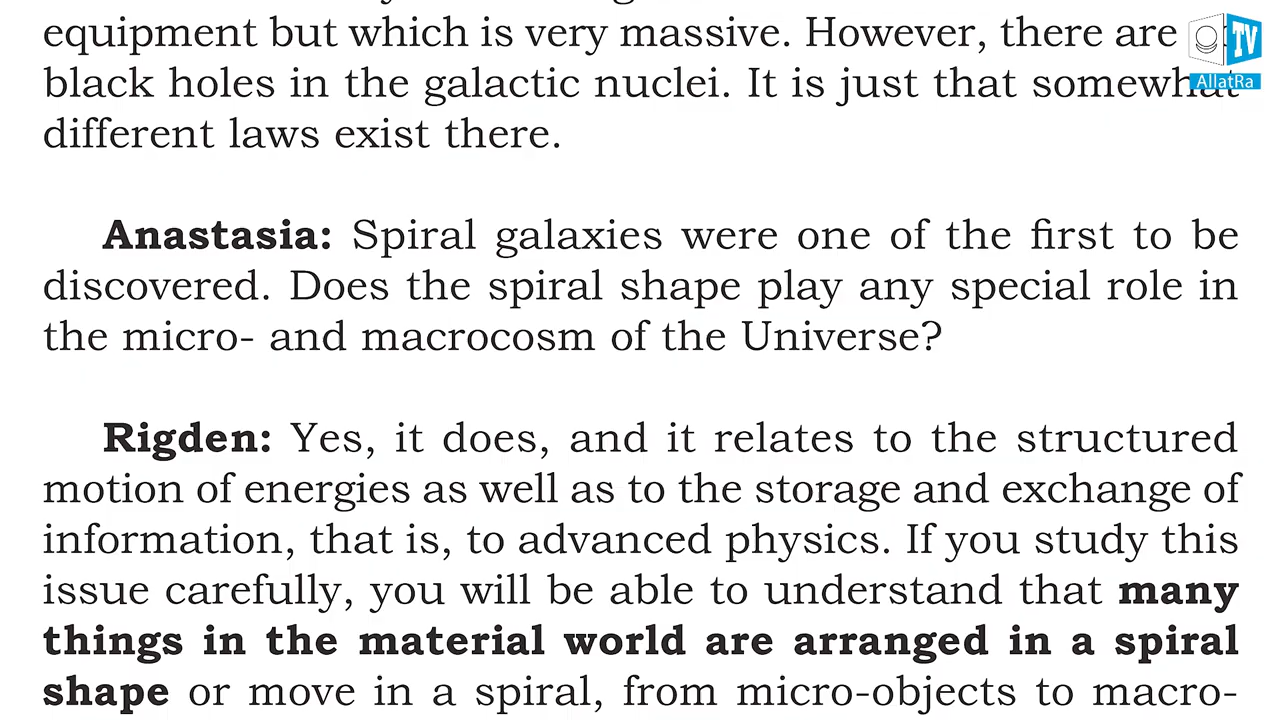 equipment but which is very massive. However, there are
black holes in the galactic nuclei. It is just that somewhat
different laws exist there.
Anastasia: Spiral galaxies were one of the first to be
discovered. Does the spiral shape play any special role in
the micro- and macrocosm of the Universe?
Rigden: Yes, it does, and it relates to the structured
motion of energies as well as to the storage and exchange of
information, that is, to advanced physics. If you study this
issue carefully, you will be able to understand that many
things in the material world are arranged in a spiral
shape or move in a spiral, from micro-objects to macro-
TV
AllatRa